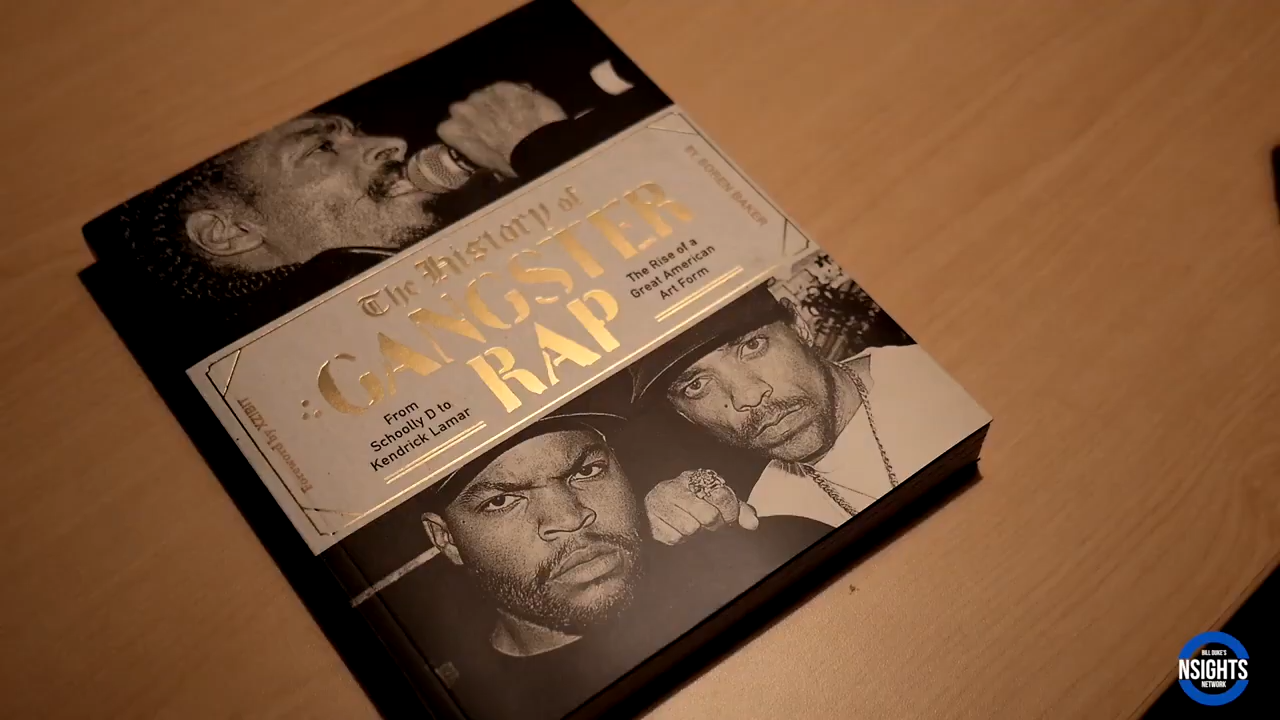 The History of
GANGSTER
RAP
From
Schoolly D to
Kendrick Lamar
The Rise of a
Great American
Art Form
BY SOREN BAKER
Foreword by XZIBIT
BILL DUKE'S
NSIGHTS
NETWORK